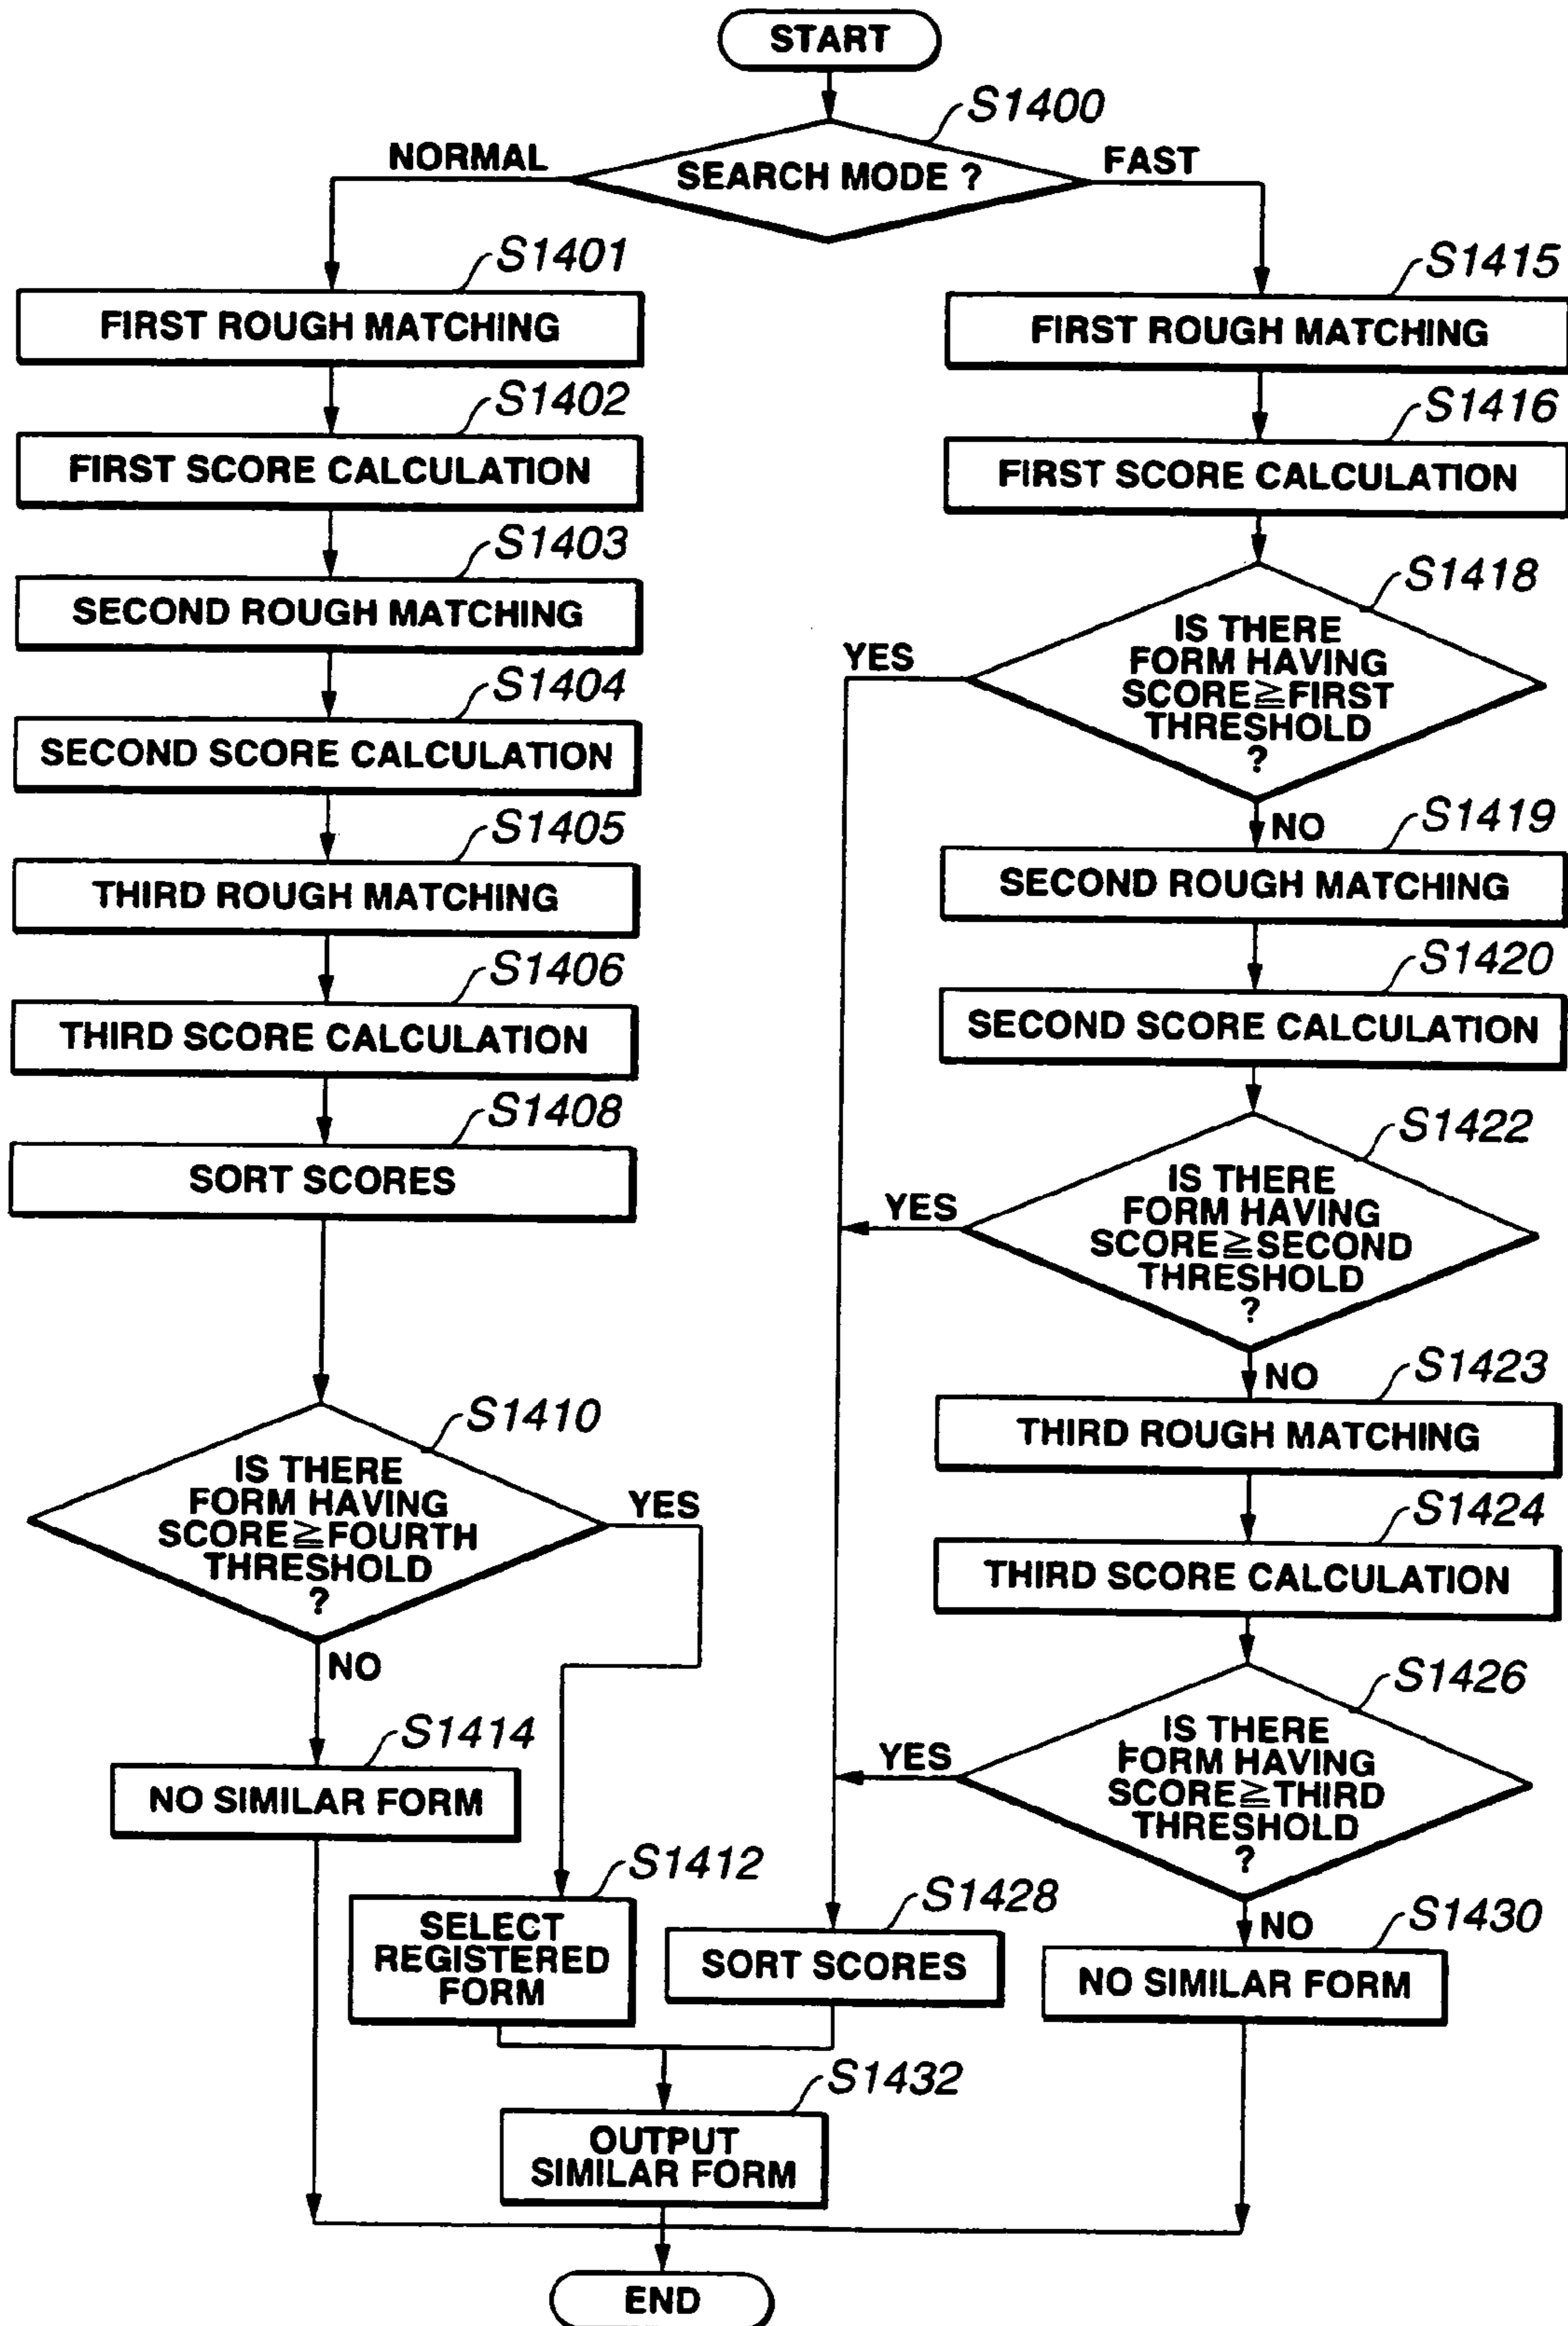 START
S1400
NORMAL
SEARCH MODE ?
FAST
S1401
FIRST ROUGH MATCHING
S1402
FIRST SCORE CALCULATION
S1403
SECOND ROUGH MATCHING
S1404
SECOND SCORE CALCULATION
S1405
THIRD ROUGH MATCHING
S1406
THIRD SCORE CALCULATION
S1408
SORT SCORES
S1410
IS THERE
FORM HAVING
SCORE≧FOURTH
THRESHOLD
?
YES
NO
S1414
NO SIMILAR FORM
S1412
SELECT
REGISTERED
FORM
S1415
FIRST ROUGH MATCHING
S1416
FIRST SCORE CALCULATION
S1418
IS THERE
FORM HAVING
SCORE≧FIRST
THRESHOLD
?
YES
NO
S1419
SECOND ROUGH MATCHING
S1420
SECOND SCORE CALCULATION
S1422
IS THERE
FORM HAVING
SCORE≧SECOND
THRESHOLD
?
YES
NO
S1423
THIRD ROUGH MATCHING
S1424
THIRD SCORE CALCULATION
S1426
IS THERE
FORM HAVING
SCORE≧THIRD
THRESHOLD
?
YES
NO
S1428
SORT SCORES
S1430
NO SIMILAR FORM
S1432
OUTPUT
SIMILAR FORM
END